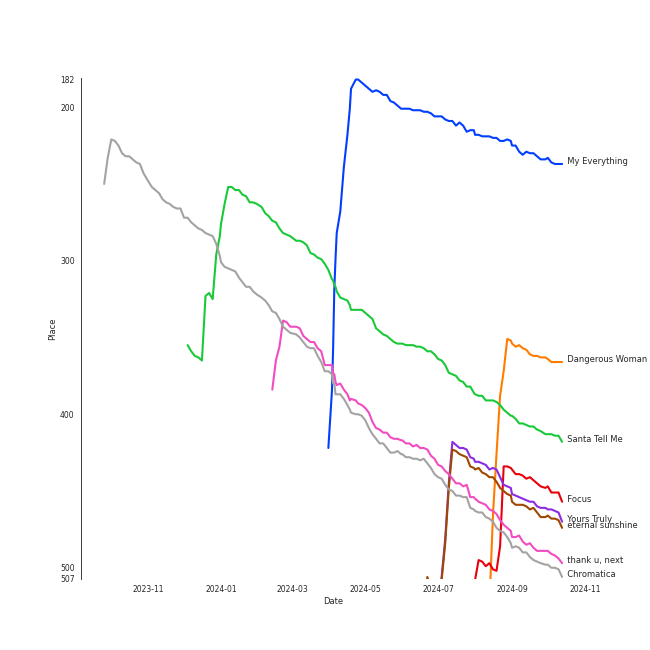 182
200
300
400
500
507
Place
My Everything
Dangerous Woman
Santa Tell Me
Focus
Yours Truly
eternal sunshine
thank u, next
Chromatica
2023-11
2024-01
2024-03
2024-05
2024-07
2024-09
2024-11
Date